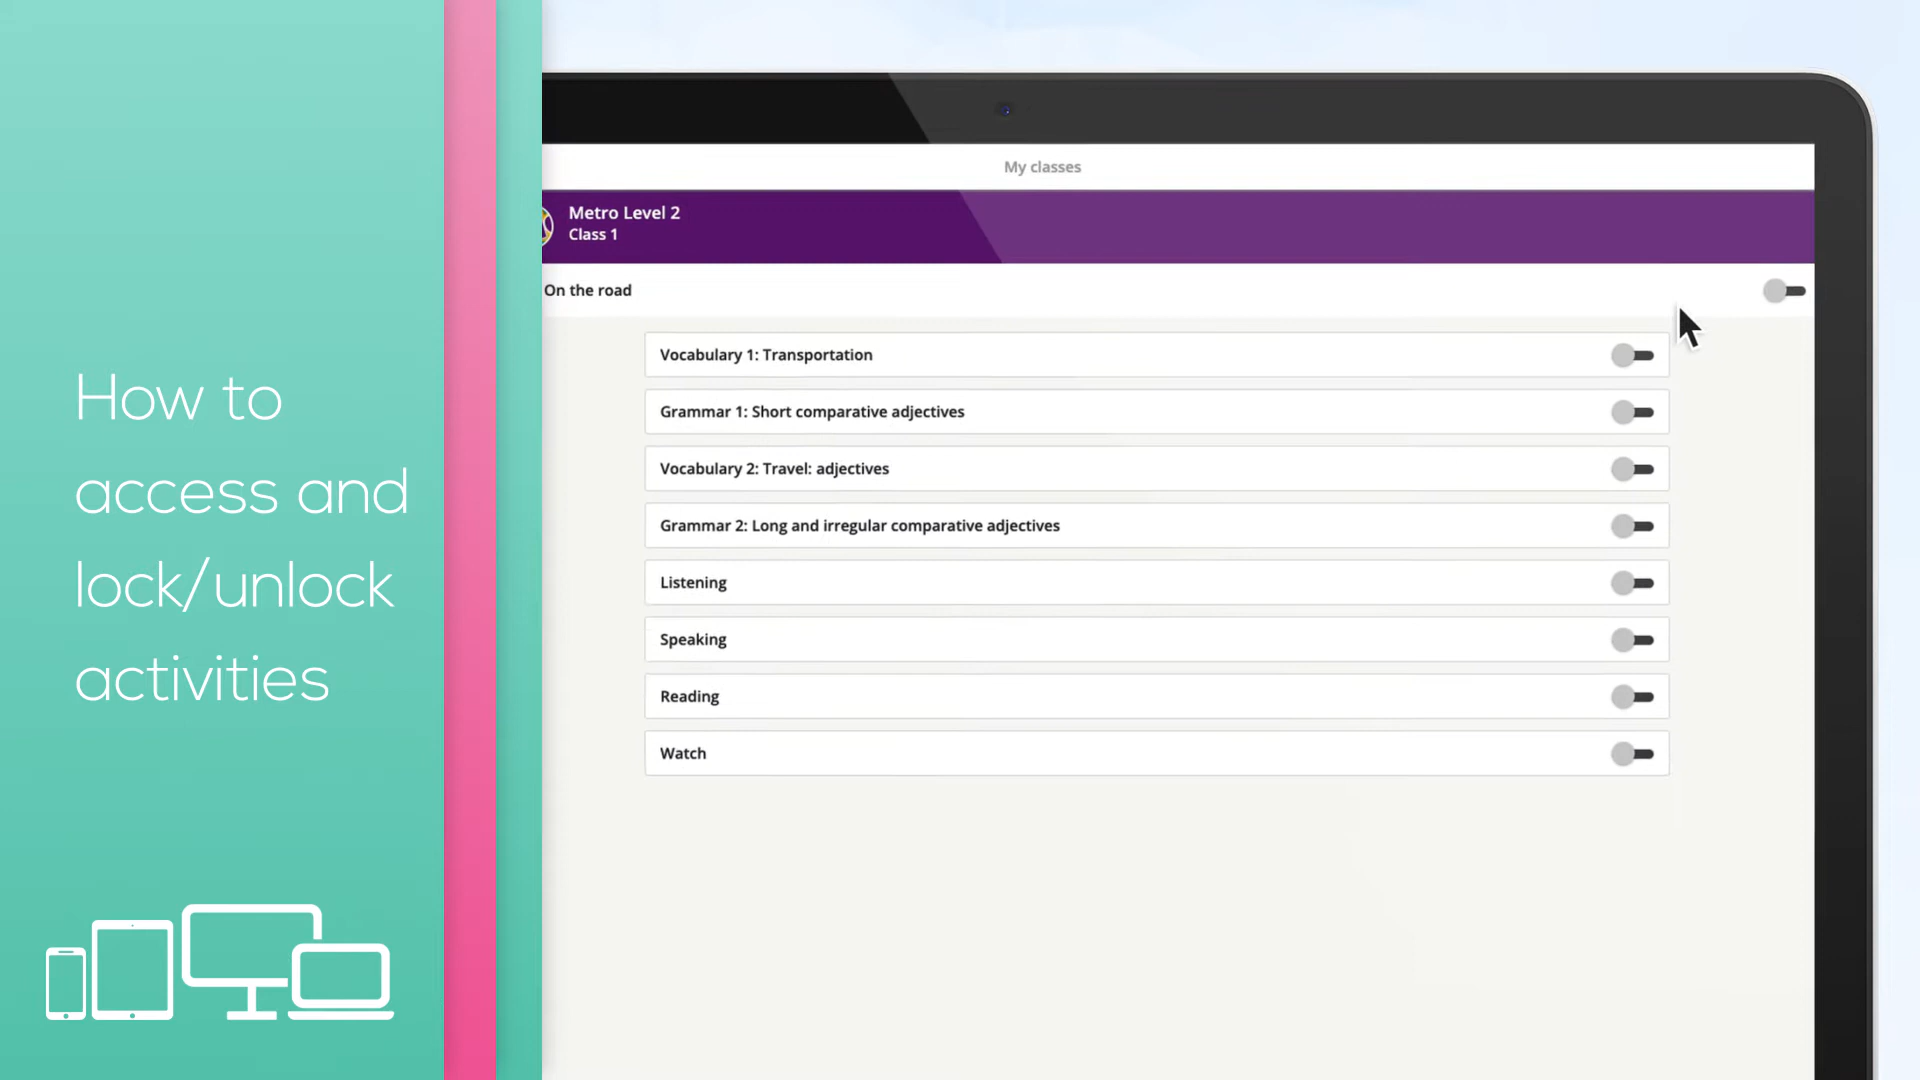 How to
access and
lock/unlock
activities
My classes
Metro Level 2
Class 1
On the road
Vocabulary 1: Transportation
Grammar 1: Short comparative adjectives
Vocabulary 2: Travel: adjectives
Grammar 2: Long and irregular comparative adjectives
Listening
Speaking
Reading
Watch